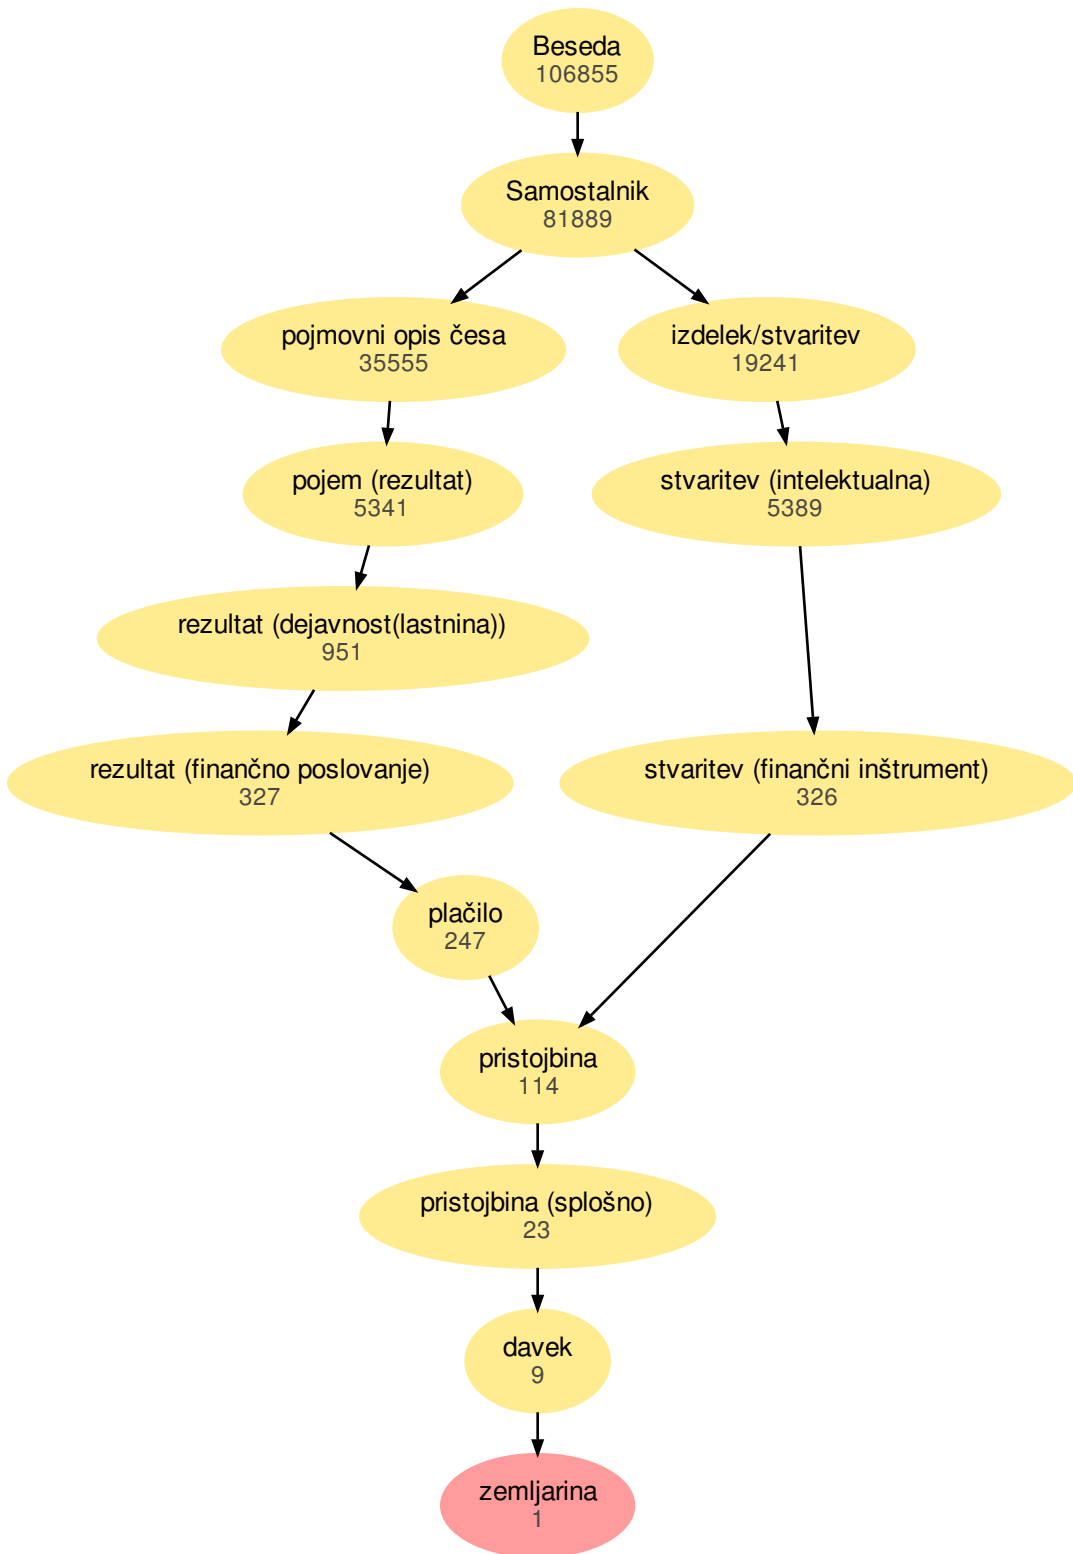 Beseda
106855
Samostalnik
81889
pojmovni opis česa
35555
izdelek/stvaritev
19241
pojem (rezultat)
5341
stvaritev (intelektualna)
5389
rezultat (dejavnost(lastnina))
951
rezultat (finančno poslovanje)
327
stvaritev (finančni inštrument)
326
plačilo
247
pristojbina
114
pristojbina (splošno)
23
davek
9
zemljarina
1